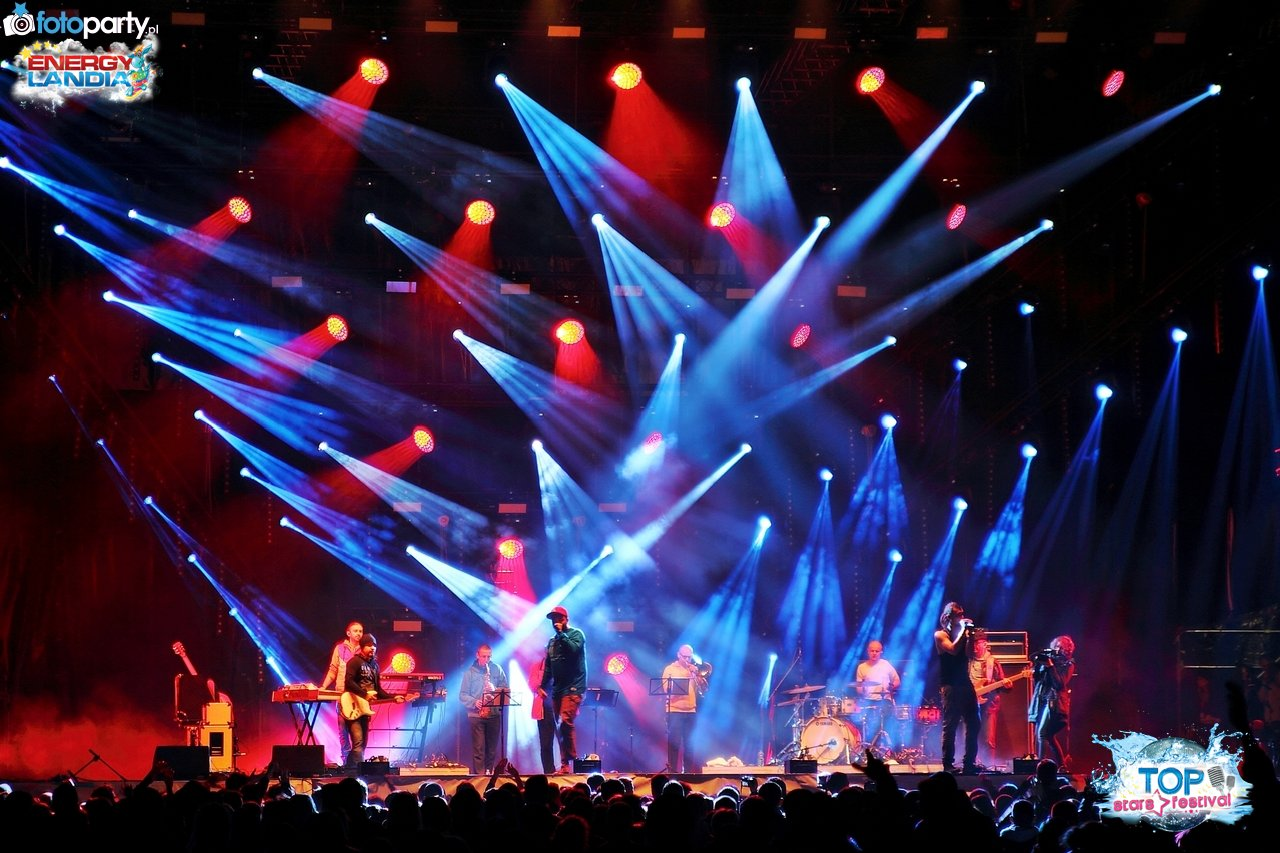 fotoparty.pl
ENERGY
LANDIA
TOP
stars festival